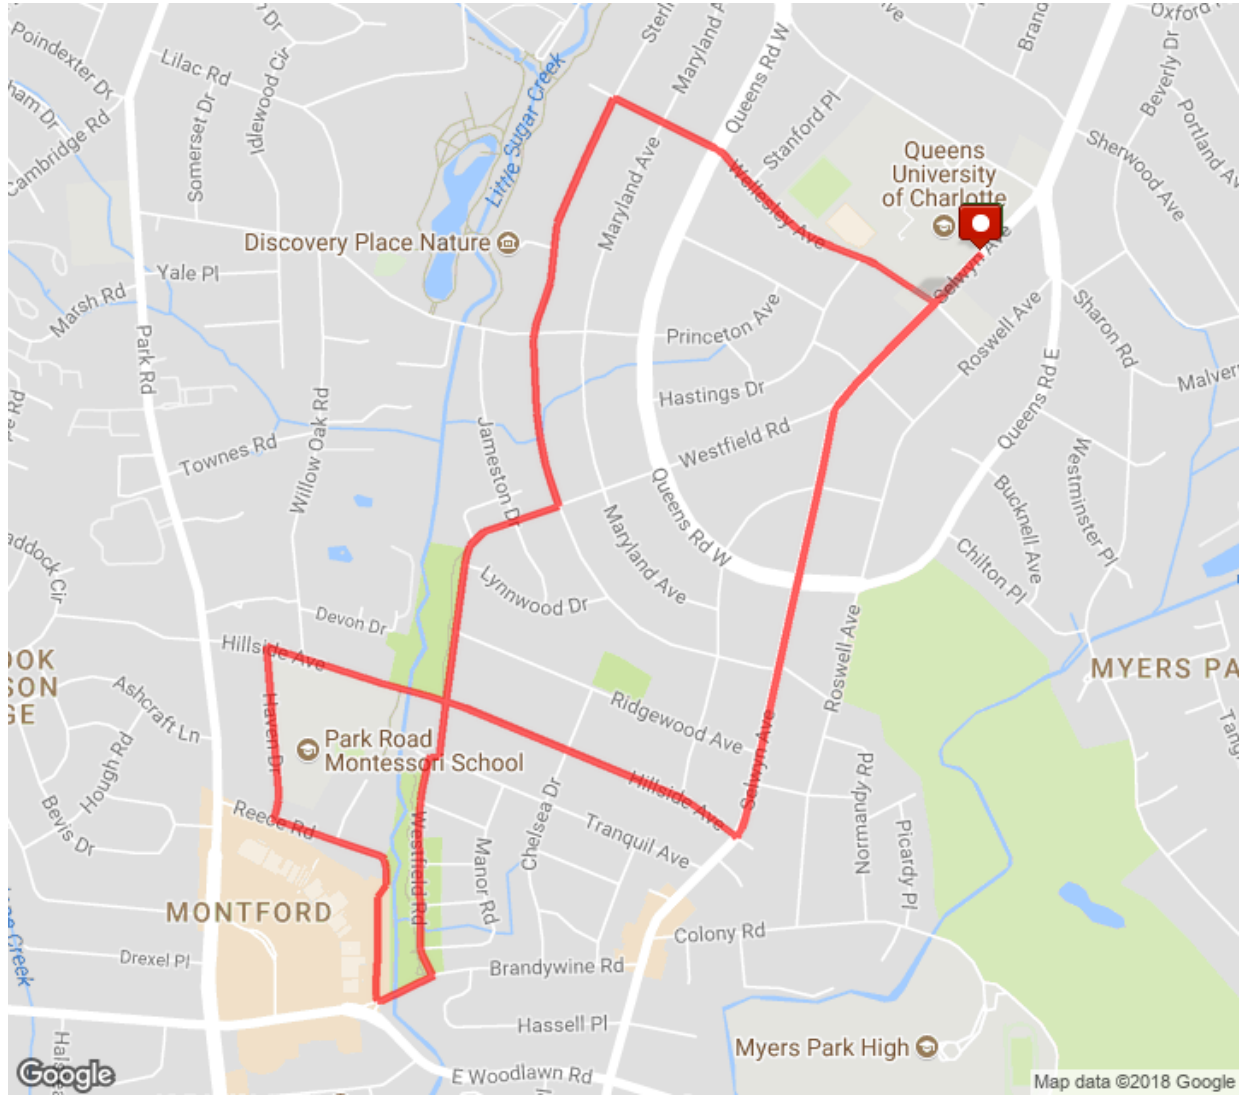 Poindexter Dr
Lilac Rd
Idlewood Cir
Somerset Dr
Cambridge Rd
Little Sugar Creek
Maryland Ave
Queens Rd W
Stanford Pl
Oxford
Beverly Dr
Portland
Sherwood Ave
Queens
University
of Charlotte
Wellesley Ave
Maryland Ave
Discovery Place Nature
Selwyn Ave
Yale Pl
Marsh Rd
Park Rd
Princeton Ave
Roswell Ave
Sharon Rd
Queens Rd E
Hastings Dr
Willow Oak Rd
Townes Rd
Jameston Dr
Westfield Rd
Westminster Pl
Queens Rd W
Bucknell Ave
Maryland Ave
Chilton Pl
Lynnwood Dr
Devon Dr
Hillside Ave
Roswell Ave
MYERS PA
Ashcraft Ln
Haven Dr
Ridgewood Ave
Park Road
Montessori School
Hough Rd
Selwyn Ave
Hillside Ave
Normandy Rd
Bevis Dr
Reece Rd
Chelsea Dr
Tranquil Ave
Picardy Pl
Westfield Rd
Manor Rd
MONTFORD
Colony Rd
Drexel Pl
Brandywine Rd
Creek
Hassell Pl
Myers Park High
E Woodlawn Rd
Google
Map data ©2018 Google